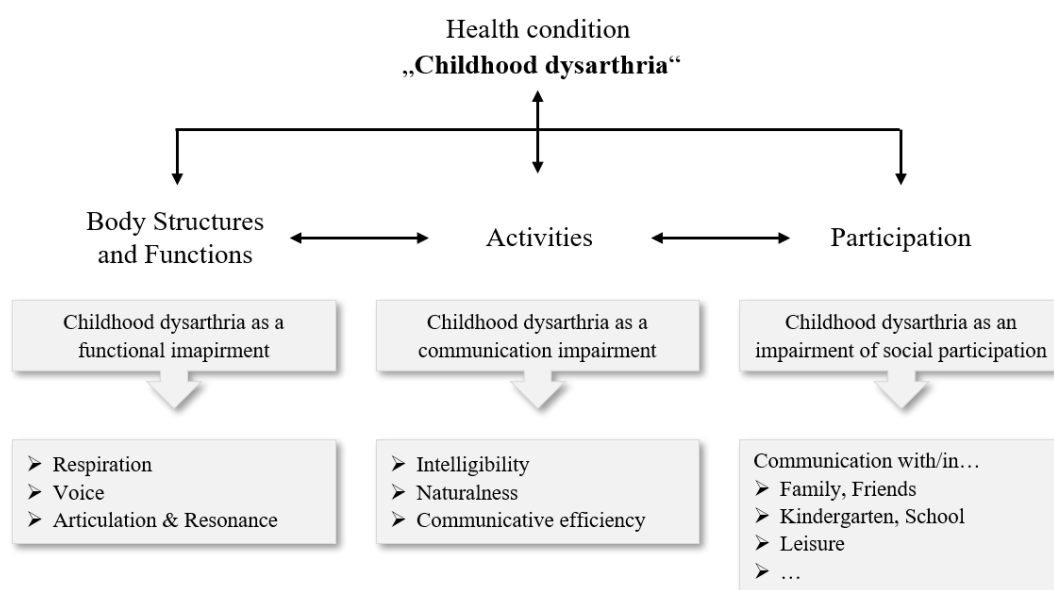 Health condition
„Childhood dysarthria“
Body Structures
and Functions
Activities
Participation
Childhood dysarthria as a
functional imapirment
Childhood dysarthria as a
communication impairment
Childhood dysarthria as an
impairment of social participation
➢ Respiration
➢ Voice
➢ Articulation & Resonance
➢ Intelligibility
➢ Naturalness
➢ Communicative efficiency
Communication with/in…
➢ Family, Friends
➢ Kindergarten, School
➢ Leisure
➢ …